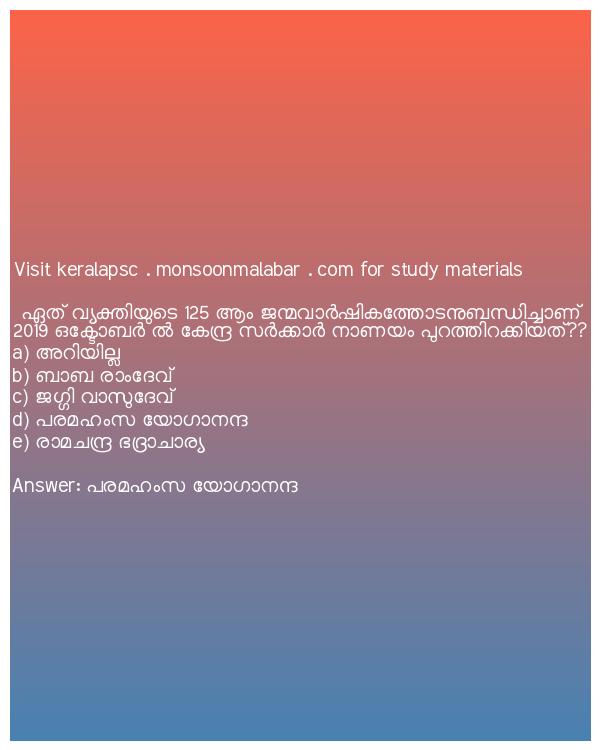 Visit keralapsc . monsoonmalabar . com for study materials
ഏത് വ്യക്തിയുടെ 125 ആം ജന്മവാർഷികത്തോടനുബന്ധിച്ചാണ്
2019 ഒക്ടോബർ ൽ കേന്ദ്ര സർക്കാർ നാണയം പുറത്തിറക്കിയത്??
a) അറിയില്ല
b) ബാബ രാംദേവ്
c) ജഗ്ഗി വാസുദേവ്
d) പരമഹംസ യോഗാനന്ദ
e) രാമചന്ദ്ര ഭദ്രാചാര്യ
Answer: പരമഹംസ യോഗാനന്ദ